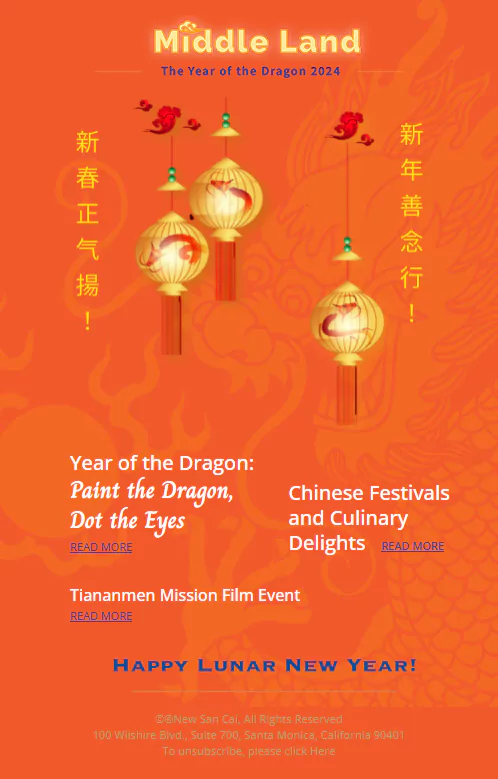 Middle Land
The Year of the Dragon 2024
新春正气揚！
新年善念行！
Year of the Dragon:
Paint the Dragon,
Dot the Eyes
READ MORE
Chinese Festivals
and Culinary
Delights READ MORE
Tiananmen Mission Film Event
READ MORE
Happy Lunar New Year!
©®New San Cai, All Rights Reserved
100 Wilshire Blvd., Suite 700, Santa Monica, California 90401
To unsubscribe, please click Here